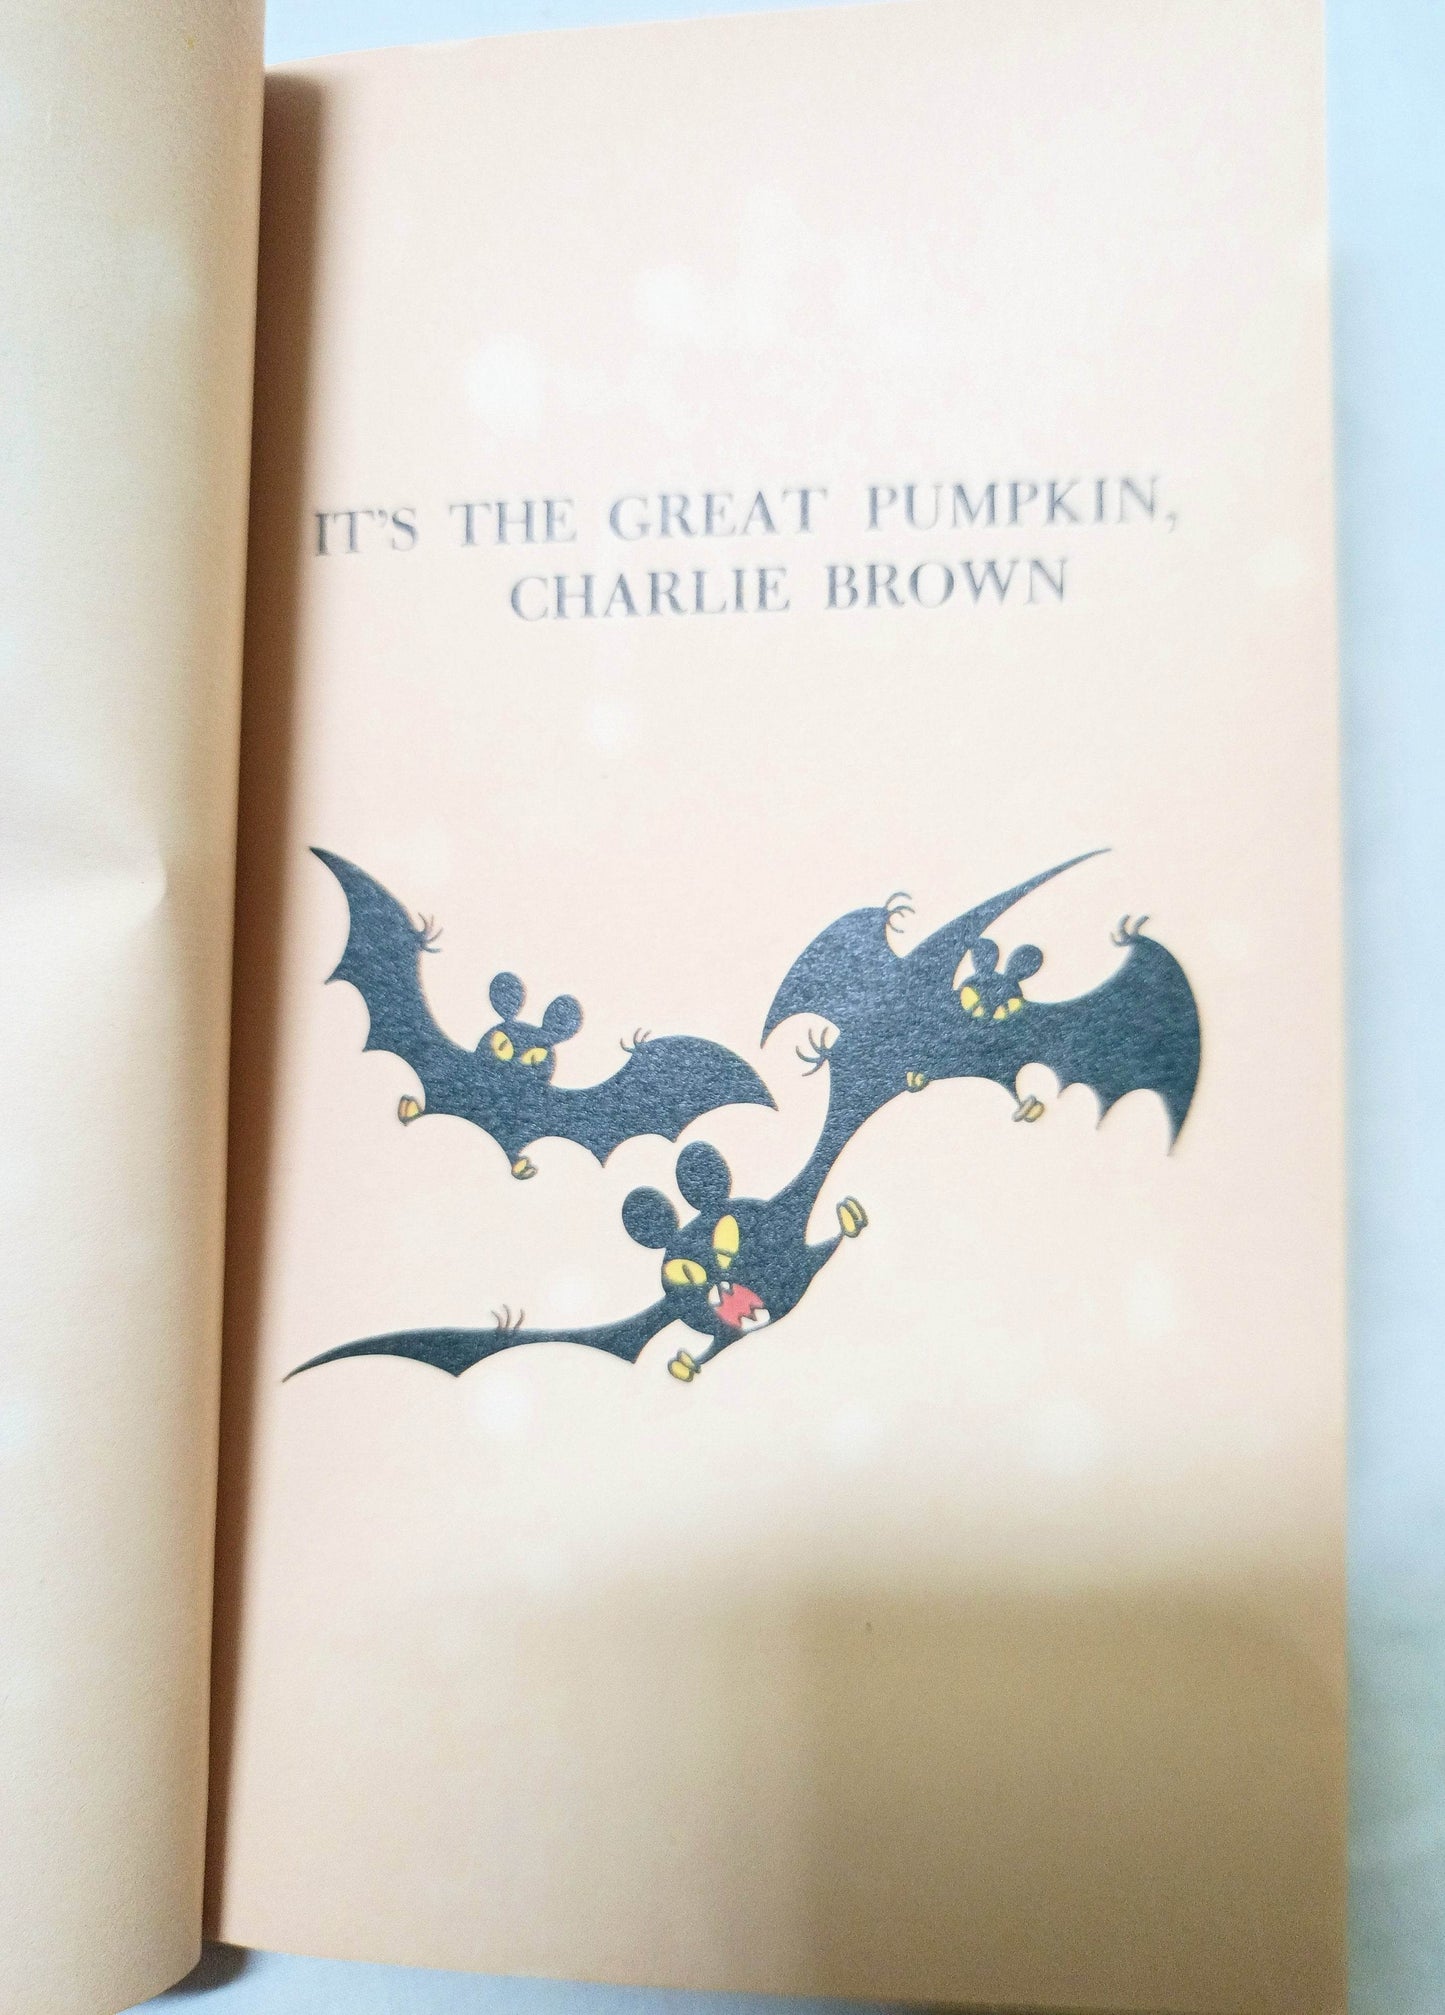 IT'S THE GREAT PUMPKIN,
CHARLIE BROWN